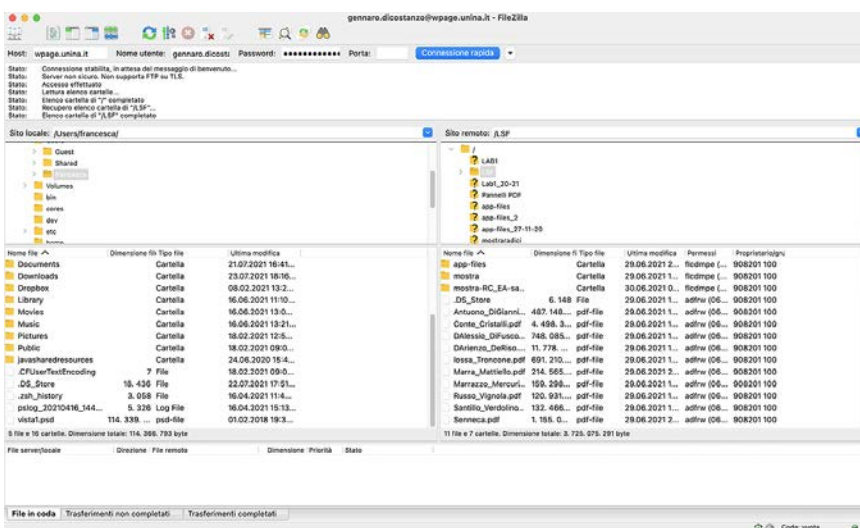 gennaro.dicostanzo@wpage.unina.it - FileZilla
Host: wpage.unina.it Nome utente: gennaro.dicosta Password: •••••••••••• Porta: Connessione rapida
Stato: Connessione stabilita, in attesa del messaggio di benvenuto...
Stato: Server non sicuro. Non supporta FTP su TLS.
Stato: Accesso effettuato
Stato: Lettura elenco cartelle...
Stato: Elenco cartella di "/" completato
Stato: Recupero elenco cartella di "/LSF"...
Stato: Elenco cartella di "/LSF" completato
Sito locale: /Users/francesca/
Guest
Shared
francesca
Volumes
bin
cores
dev
etc
home
Sito remoto: /LSF
/
LAB1
LSF
Lab1_20-21
Pannelli PDF
app-files
app-files_2
app-files_27-11-20
mostraradici
Nome file Dimensione file Tipo file Ultima modifica
Documents Cartella 21.07.2021 16:41...
Downloads Cartella 23.07.2021 18:16...
Dropbox Cartella 08.02.2021 13:2...
Library Cartella 16.06.2021 11:10...
Movies Cartella 16.06.2021 13:0...
Music Cartella 16.06.2021 13:21...
Pictures Cartella 18.02.2021 12:5...
Public Cartella 18.02.2021 09:0...
javasharedresources Cartella 24.06.2020 15:4...
.CFUserTextEncoding 7 File 18.02.2021 09:0...
.DS_Store 18. 436 File 22.07.2021 17:51...
.zsh_history 3. 058 File 16.04.2021 11:4...
pslog_20210416_144... 5. 326 Log File 16.04.2021 15:13...
vista1.psd 114. 339. ... psd-file 01.02.2018 19:3...
5 file e 16 cartelle. Dimensione totale: 114. 366. 793 byte
Nome file Dimensione fi Tipo file Ultima modifica Permessi Proprietario/gru
app-files Cartella 29.06.2021 2... flcdmpe (... 908201 100
mostra Cartella 29.06.2021 1... flcdmpe (... 908201 100
mostra-RC_EA-sa.. Cartella 30.06.2021 0... flcdmpe (... 908201 100
.DS_Store 6. 148 File 29.06.2021 1... adfrw (06... 908201 100
Antuono_DiGianni... 487. 148.... pdf-file 29.06.2021 1... adfrw (06... 908201 100
Conte_Cristalli.pdf 4. 498. 3... pdf-file 29.06.2021 1... adfrw (06... 908201 100
DAlessio_DiFusco... 748. 085... pdf-file 29.06.2021 1... adfrw (06... 908201 100
DArienzo_DeRiso.... 11. 778. ... pdf-file 29.06.2021 1... adfrw (06... 908201 100
Iossa_Troncone.pdf 691. 210.... pdf-file 29.06.2021 1... adfrw (06... 908201 100
Marra_Mattiello.pdf 214. 565.... pdf-file 29.06.2021 2... adfrw (06... 908201 100
Marrazzo_Mercuri... 159. 298... pdf-file 29.06.2021 1... adfrw (06... 908201 100
Russo_Vignola.pdf 120. 931.... pdf-file 29.06.2021 1... adfrw (06... 908201 100
Santillo_Verdolino... 132. 466... pdf-file 29.06.2021 1... adfrw (06... 908201 100
Senneca.pdf 1. 155. 0... pdf-file 29.06.2021 2... adfrw (06... 908201 100
11 file e 7 cartelle. Dimensione totale: 3. 725. 075. 291 byte
File server/locale Direzione File remoto Dimensione Priorità Stato
File in coda Trasferimenti non completati Trasferimenti completati
Coda: vuota